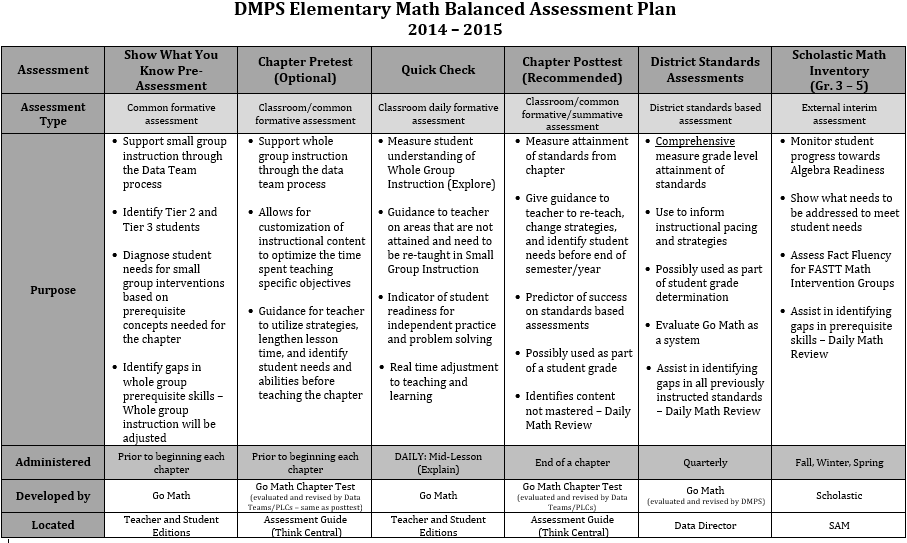 DMPS Elementary Math Balanced Assessment Plan
2014 – 2015
Assessment
Show What You
Know Pre-
Assessment
Chapter Pretest
(Optional)
Quick Check
Chapter Posttest
(Recommended)
District Standards
Assessments
Scholastic Math
Inventory
(Gr. 3 – 5)
Assessment
Type
Common formative
assessment
Classroom/common
formative assessment
Classroom daily formative
assessment
Classroom/common
formative/summative
assessment
District standards based
assessment
External interim
assessment
Purpose
• Support small group
instruction through
the Data Team
process
• Identify Tier 2 and
Tier 3 students
• Diagnose student
needs for small
group interventions
based on
prerequisite
concepts needed for
the chapter
• Identify gaps in
whole group
prerequisite skills –
Whole group
instruction will be
adjusted
• Support whole
group instruction
through the data
team process
• Allows for
customization of
instructional content
to optimize the time
spent teaching
specific objectives
• Guidance for teacher
to utilize strategies,
lengthen lesson
time, and identify
student needs and
abilities before
teaching the chapter
• Measure student
understanding of
Whole Group
Instruction (Explore)
• Guidance to teacher
on areas that are not
attained and need to
be re-taught in Small
Group Instruction
• Indicator of student
readiness for
independent practice
and problem solving
• Real time adjustment
to teaching and
learning
• Measure attainment
of standards from
chapter
• Give guidance to
teacher to re-teach,
change strategies,
and identify student
needs before end of
semester/year
• Predictor of success
on standards based
assessments
• Possibly used as part
of a student grade
• Identifies content
not mastered – Daily
Math Review
• Comprehensive
measure grade level
attainment of
standards
• Use to inform
instructional pacing
and strategies
• Possibly used as part
of student grade
determination
• Evaluate Go Math as
a system
• Assist in identifying
gaps in all previously
instructed standards
– Daily Math Review
• Monitor student
progress towards
Algebra Readiness
• Show what needs to
be addressed to meet
student needs
• Assess Fact Fluency
for FASTT Math
Intervention Groups
• Assist in identifying
gaps in prerequisite
skills – Daily Math
Review
Administered
Prior to beginning each
chapter
Prior to beginning each
chapter
DAILY: Mid-Lesson
(Explain)
End of a chapter
Quarterly
Fall, Winter, Spring
Developed by
Go Math
Go Math Chapter Test
(evaluated and revised by Data
Teams/PLCs – same as posttest)
Go Math
Go Math Chapter Test
(evaluated and revised by Data
Teams/PLCs)
Go Math
(evaluated and revised by DMPS)
Scholastic
Located
Teacher and Student
Editions
Assessment Guide
(Think Central)
Teacher and Student
Editions
Assessment Guide
(Think Central)
Data Director
SAM